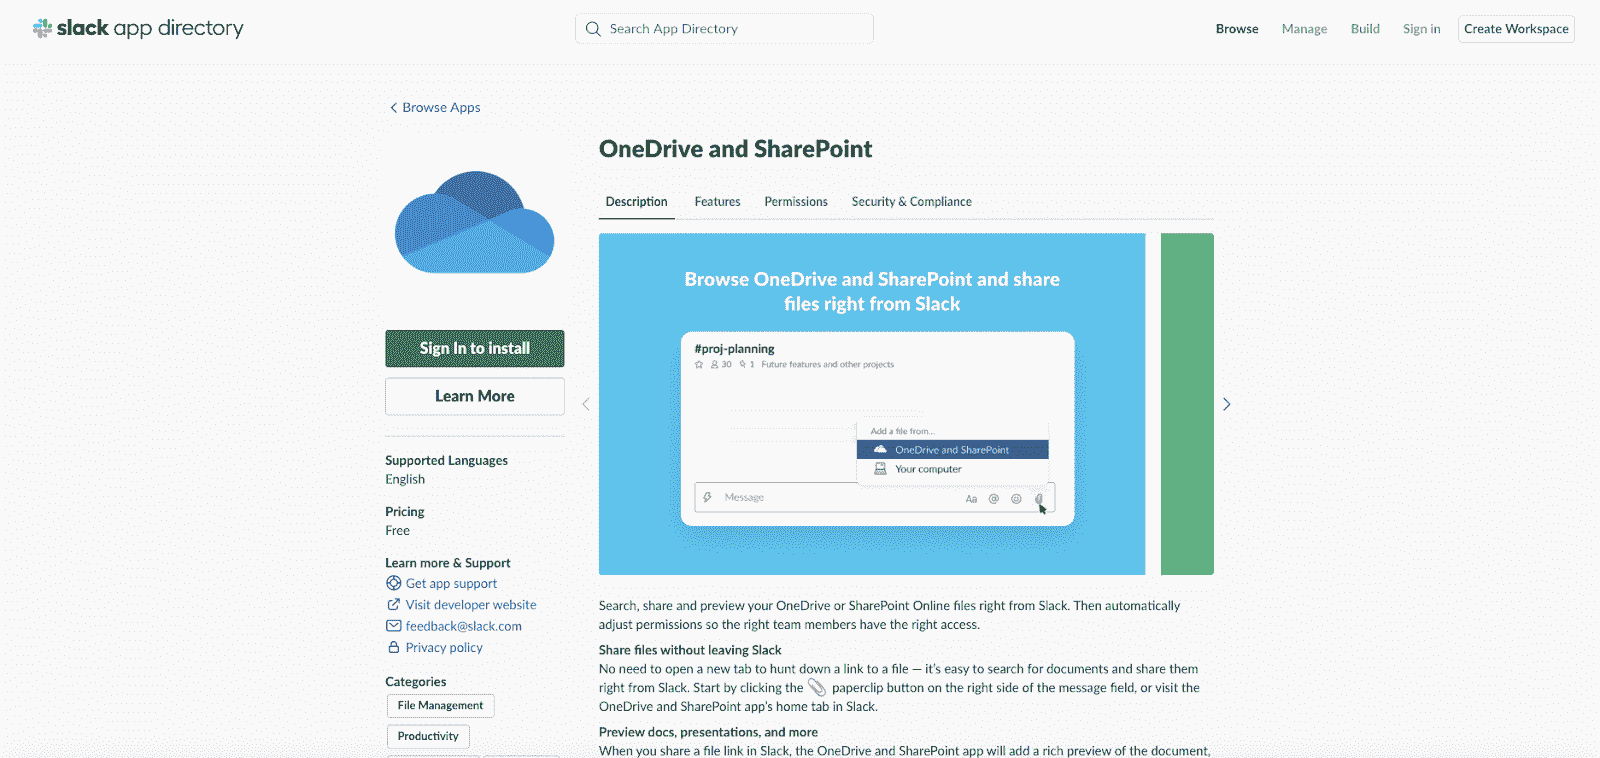 slack app directory
Search App Directory
Browse
Manage
Build
Sign in
Create Workspace
Browse Apps
OneDrive and SharePoint
Description
Features
Permissions
Security & Compliance
Browse OneDrive and SharePoint and share
files right from Slack
#proj-planning
30
1
Future features and other projects
Add a file from...
OneDrive and SharePoint
Your computer
Message
Aa
Sign In to install
Learn More
Supported Languages
English
Pricing
Free
Learn more & Support
Get app support
Visit developer website
feedback@slack.com
Privacy policy
Categories
File Management
Productivity
Search, share and preview your OneDrive or SharePoint Online files right from Slack. Then automatically
adjust permissions so the right team members have the right access.
Share files without leaving Slack
No need to open a new tab to hunt down a link to a file — it's easy to search for documents and share them
right from Slack. Start by clicking the 📎 paperclip button on the right side of the message field, or visit the
OneDrive and SharePoint app's home tab in Slack.
Preview docs, presentations, and more
When you share a file link in Slack, the OneDrive and SharePoint app will add a rich preview of the document,